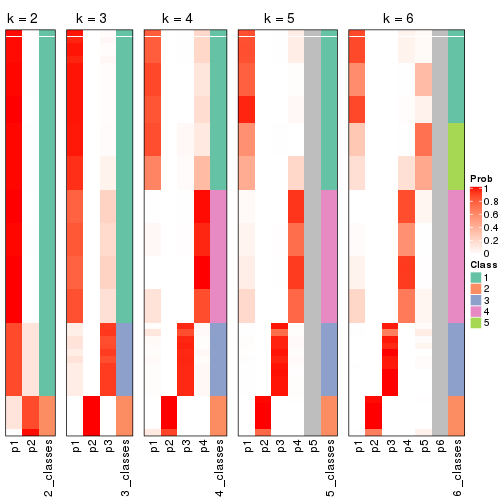 k = 2
k = 3
k = 4
k = 5
k = 6
Prob
1
0.8
0.6
0.4
0.2
0
Class
1
2
3
4
5
p1
p2
2_classes
p1
p2
p3
3_classes
p1
p2
p3
p4
4_classes
p1
p2
p3
p4
p5
5_classes
p1
p2
p3
p4
p5
p6
6_classes